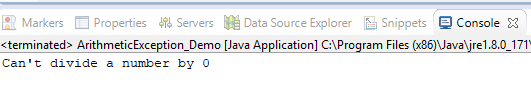 Markers Properties Servers Data Source Explorer Snippets Console
<terminated> ArithmeticException_Demo [Java Application] C:\Program Files (x86)\Java\jre1.8.0_171\
Can't divide a number by 0